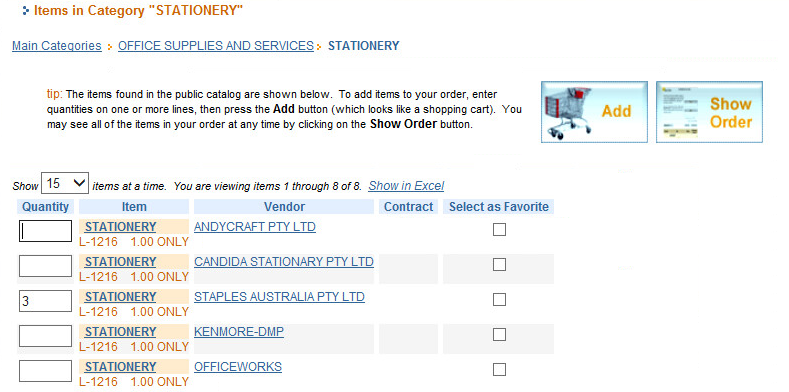 Items in Category "STATIONERY"
Main Categories > OFFICE SUPPLIES AND SERVICES > STATIONERY
tip: The items found in the public catalog are shown below. To add items to your order, enter
quantities on one or more lines, then press the Add button (which looks like a shopping cart). You
may see all of the items in your order at any time by clicking on the Show Order button.
Add
Show
Order
Show 15 items at a time. You are viewing items 1 through 8 of 8. Show in Excel
Quantity Item Vendor Contract Select as Favorite
STATIONERY ANDYCRAFT PTY LTD
L-1216 1.00 ONLY
STATIONERY CANDIDA STATIONARY PTY LTD
L-1216 1.00 ONLY
3 STATIONERY STAPLES AUSTRALIA PTY LTD
L-1216 1.00 ONLY
STATIONERY KENMORE-DMP
L-1216 1.00 ONLY
STATIONERY OFFICEWORKS
L-1216 1.00 ONLY